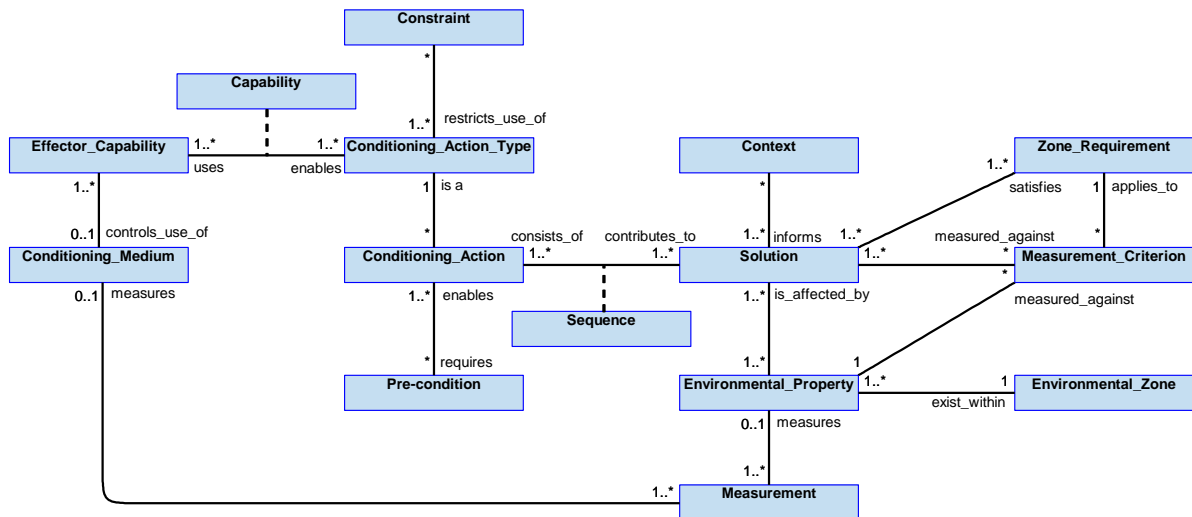 Constraint
*
Capability
1..* restricts_use_of
Effector_Capability 1..* 1..* Conditioning_Action_Type Context 1..* Zone_Requirement
uses enables
1..* 1 is a * satisfies 1 applies_to
0..1 controls_use_of * consists_of contributes_to 1..* informs 1..* measured_against *
Conditioning_Medium Conditioning_Action 1..* 1..* Solution 1..* * Measurement_Criterion
0..1 measures 1..* enables 1..* is_affected_by * measured_against
Sequence
* requires 1..* 1
Pre-condition Environmental_Property 1..* 1 Environmental_Zone
exist_within
0..1 measures
1..*
1..* Measurement